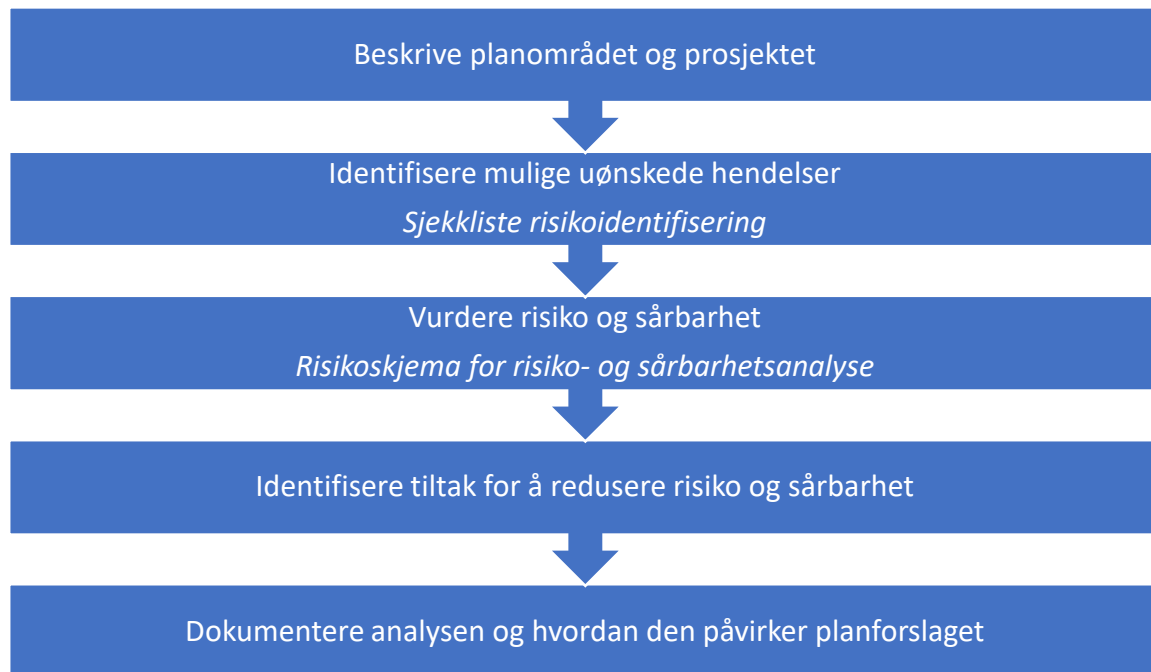 Beskrive planområdet og prosjektet
Identifisere mulige uønskede hendelser
Sjekkliste risikoidentifisering
Vurdere risiko og sårbarhet
Risikoskjema for risiko- og sårbarhetsanalyse
Identifisere tiltak for å redusere risiko og sårbarhet
Dokumentere analysen og hvordan den påvirker planforslaget